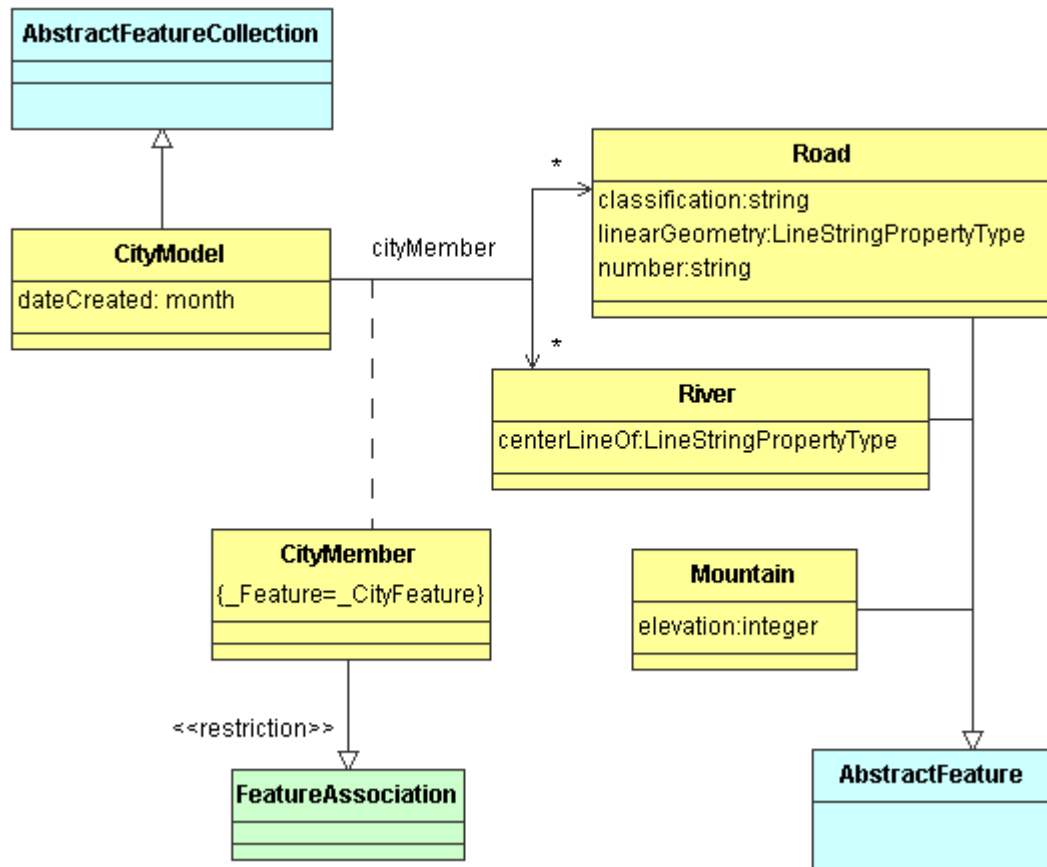 AbstractFeatureCollection
CityModel
dateCreated: month
cityMember
*
*
Road
classification:string
linearGeometry:LineStringPropertyType
number:string
River
centerLineOf:LineStringPropertyType
CityMember
{_Feature=_CityFeature}
Mountain
elevation:integer
<<restriction>>
FeatureAssociation
AbstractFeature